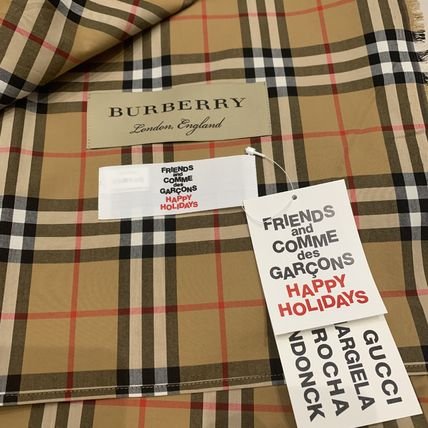 BURBERRY
London, England
FRIENDS
and
COMME
des
GARÇONS
HAPPY
HOLIDAYS
FRIENDS
and
COMME
des
GARÇONS
HAPPY
HOLIDAYS
GUCCI
ARGIELA
ROCHA
NDONCK